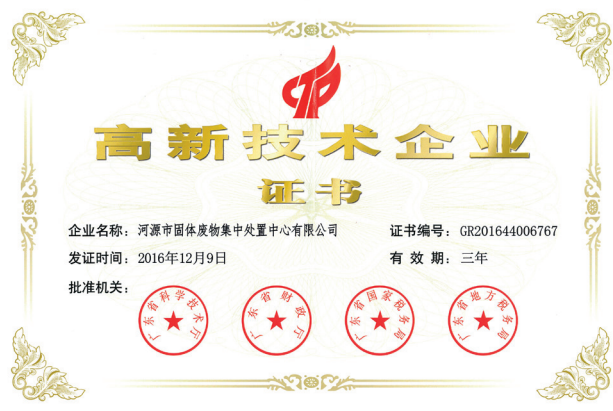 高新技术企业
证书
企业名称：河源市固体废物集中处置中心有限公司
证书编号：GR201644006767
发证时间：2016年12月9日
有 效 期：三年
批准机关：
广东省科学技术厅
广东省财政厅
广东省国家税务局
广东省地方税务局